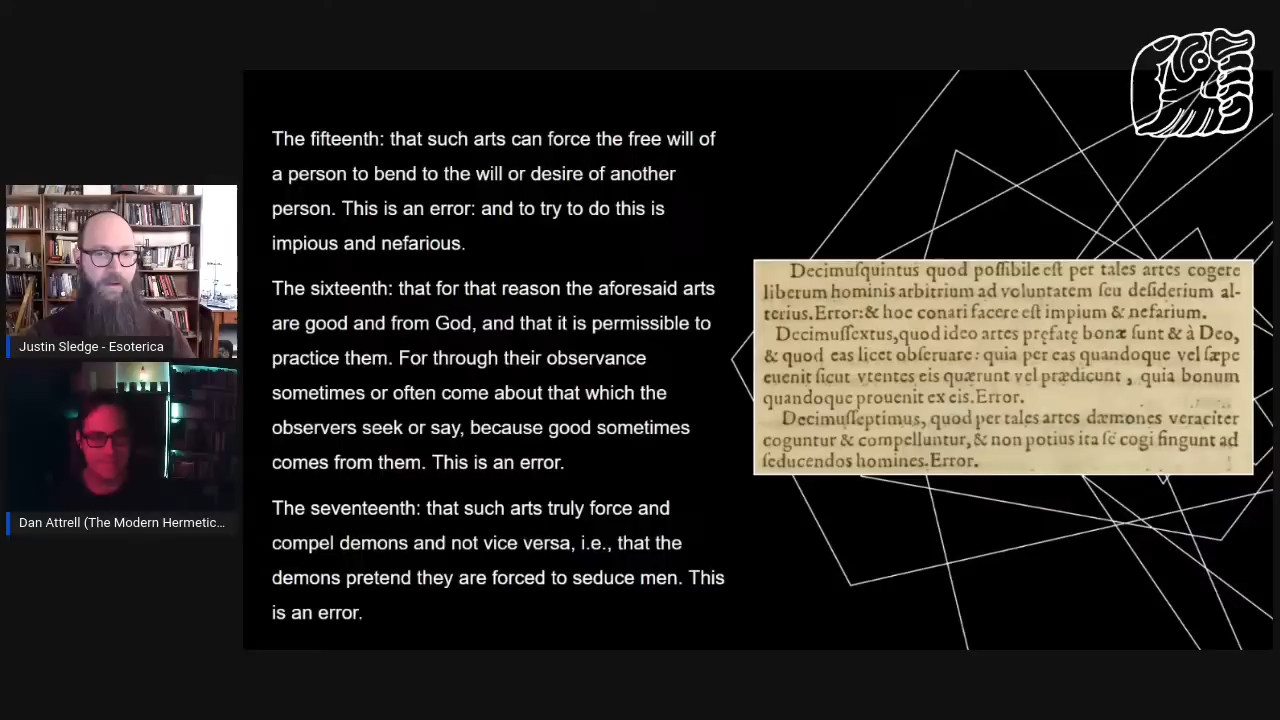 The fifteenth: that such arts can force the free will of
a person to bend to the will or desire of another
person. This is an error: and to try to do this is
impious and nefarious.
The sixteenth: that for that reason the aforesaid arts
are good and from God, and that it is permissible to
practice them. For through their observance
sometimes or often come about that which the
observers seek or say, because good sometimes
comes from them. This is an error.
The seventeenth: that such arts truly force and
compel demons and not vice versa, i.e., that the
demons pretend they are forced to seduce men. This
is an error.
Decimuſquintus quod poſſibile eſt per tales artes cogere
liberum hominis arbitrium ad voluntatem ſeu deſiderium al-
terius. Error: & hoc conari facere eſt impium & nefarium.
Decimuſſextus, quod ideo artes præfatę bonæ ſunt & à Deo,
& quod eas licet obſeruare: quia per eas quandoque vel ſæpe
euenit ſicut vtentes eis quærunt vel prædicunt, quia bonum
quandoque prouenit ex eis. Error.
Decimuſſeptimus, quod per tales artes dæmones veraciter
coguntur & compelluntur, & non potius ita ſe cogi fingunt ad
ſeducendos homines. Error.
Justin Sledge - Esoterica
Dan Attrell (The Modern Hermetic...